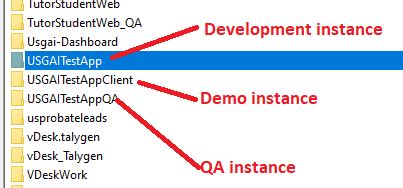 TutorStudentWeb
TutorStudentWeb_QA
Usgai-Dashboard
Development instance
USGAITestApp
USGAITestAppClient
Demo instance
USGAITestAppQA
usprobateleads
vDesk.talygen
QA instance
vDesk_Talygen
VDeskWork